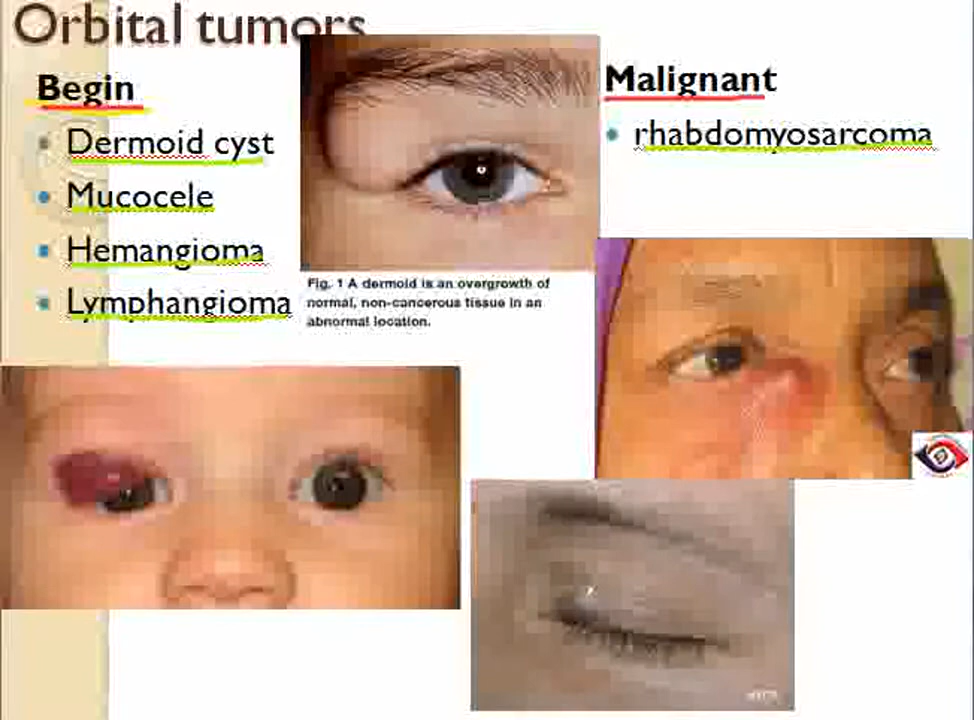 Orbital tumors
Begin
Dermoid cyst
Mucocele
Hemangioma
Lymphangioma
Fig. 1 A dermoid is an overgrowth of
normal, non-cancerous tissue in an
abnormal location.
Malignant
rhabdomyosarcoma